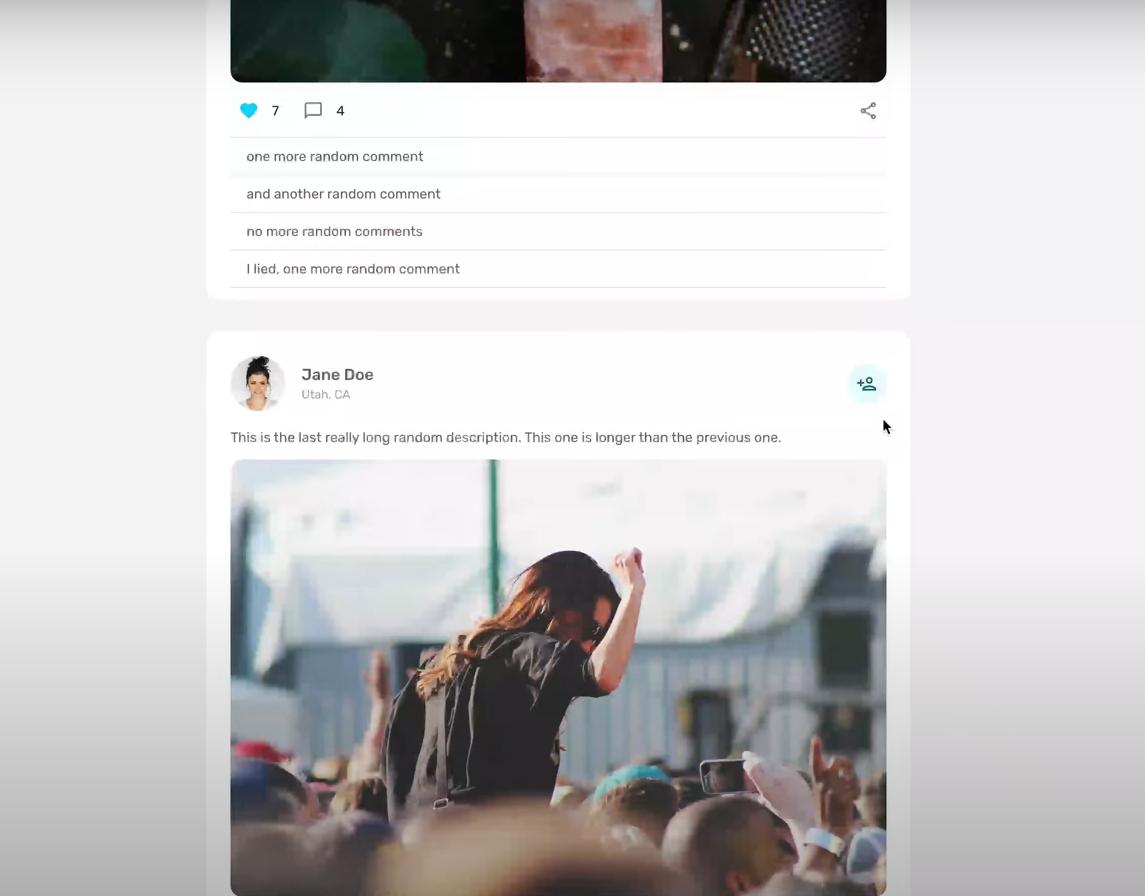 7 4
one more random comment
and another random comment
no more random comments
I lied, one more random comment
Jane Doe
Utah, CA
This is the last really long random description. This one is longer than the previous one.